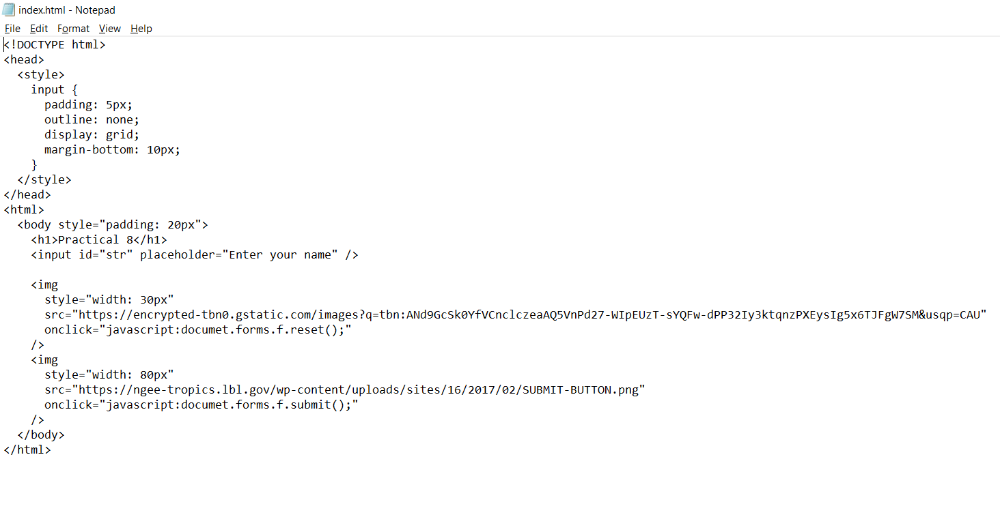 index.html - Notepad
File Edit Format View Help
<!DOCTYPE html>
<head>
  <style>
    input {
      padding: 5px;
      outline: none;
      display: grid;
      margin-bottom: 10px;
    }
  </style>
</head>
<html>
  <body style="padding: 20px">
    <h1>Practical 8</h1>
    <input id="str" placeholder="Enter your name" />

    <img
      style="width: 30px"
      src="https://encrypted-tbn0.gstatic.com/images?q=tbn:ANd9GcSk0YfVCnclczeaAQ5VnPd27-WIpEUzT-sYQFw-dPP32Iy3ktqnzPXEysIg5x6TJFgW7SM&usqp=CAU"
      onclick="javascript:documet.forms.f.reset();"
    />
    <img
      style="width: 80px"
      src="https://ngee-tropics.lbl.gov/wp-content/uploads/sites/16/2017/02/SUBMIT-BUTTON.png"
      onclick="javascript:documet.forms.f.submit();"
    />
  </body>
</html>